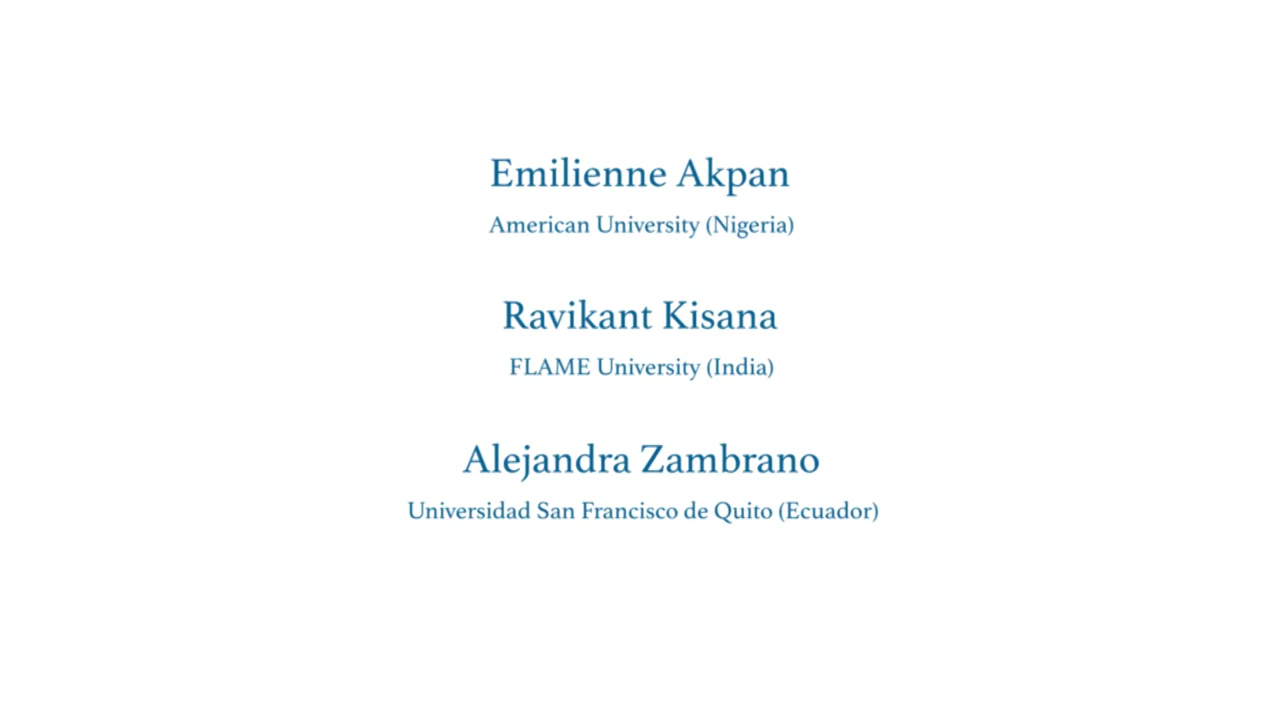 Emilienne Akpan
American University (Nigeria)
Ravikant Kisana
FLAME University (India)
Alejandra Zambrano
Universidad San Francisco de Quito (Ecuador)